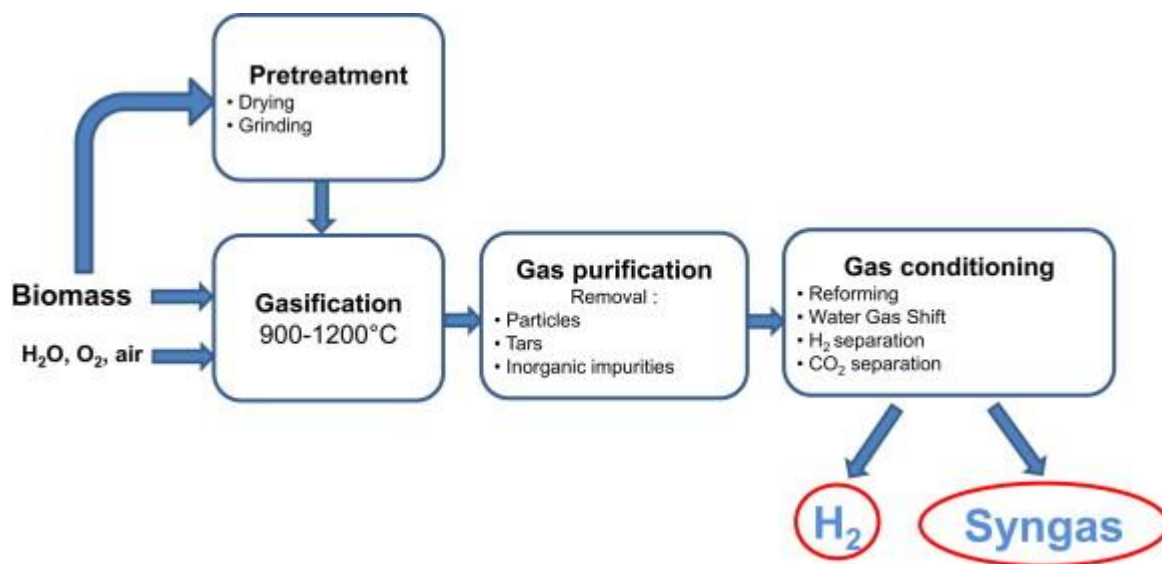 Pretreatment
• Drying
• Grinding
Biomass
H₂O, O₂, air
Gasification
900-1200°C
Gas purification
Removal :
• Particles
• Tars
• Inorganic impurities
Gas conditioning
• Reforming
• Water Gas Shift
• H₂ separation
• CO₂ separation
H₂
Syngas